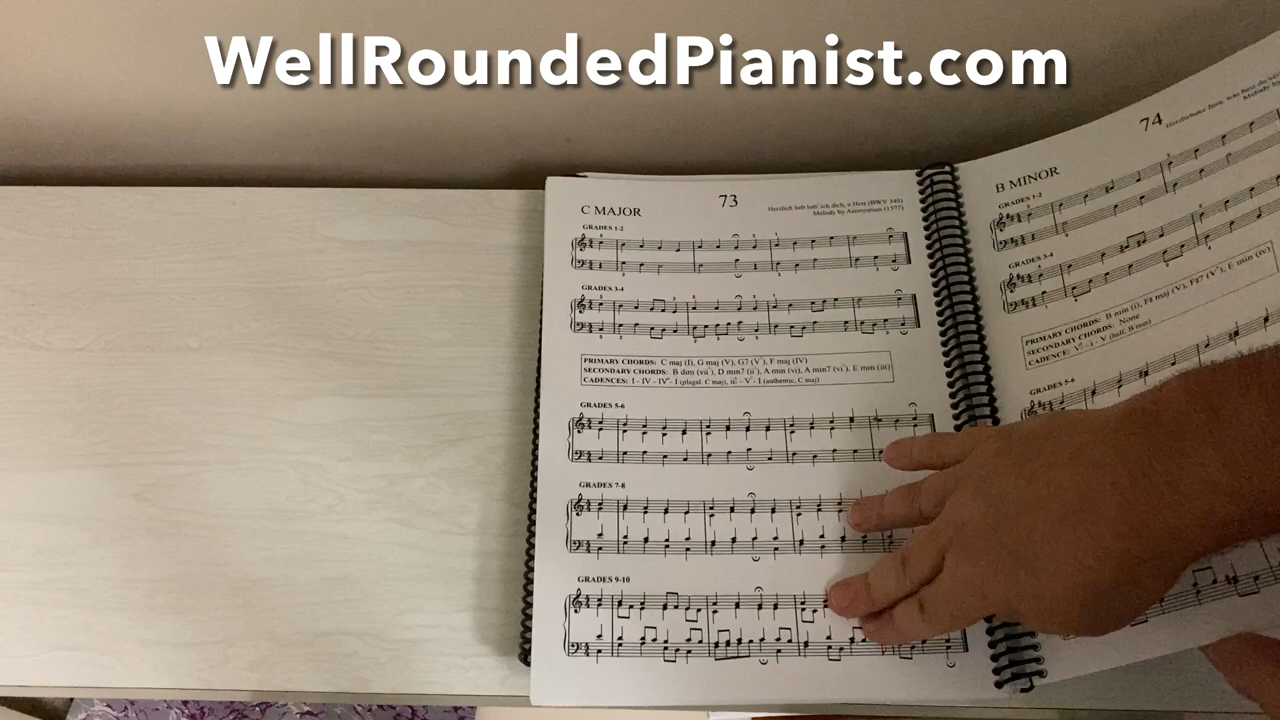 WellRoundedPianist.com
C MAJOR
73
Herzlich lieb hab' ich dich, o Herr (BWV 340)
Melody by Anonymous (1577)
GRADES 1-2
GRADES 3-4
PRIMARY CHORDS: C maj (I), G maj (V), G7 (V⁷), F maj (IV)
SECONDARY CHORDS: B dim (vii°), D min7 (ii⁷), A min (vi), A min7 (vi⁷), E min (iii)
CADENCES: I - IV - IV⁶ - I (plagal, C maj), - V⁷ - I (authentic, C maj)
GRADES 5-6
GRADES 7-8
GRADES 9-10
B MINOR
74
Melody by
GRADES 1-2
GRADES 3-4
PRIMARY CHORDS: B min (i), F# maj (V), F#7 (V⁷), E min (iv)
SECONDARY CHORDS: None
CADENCE: - i - V (half, B min)
GRADES 5-6